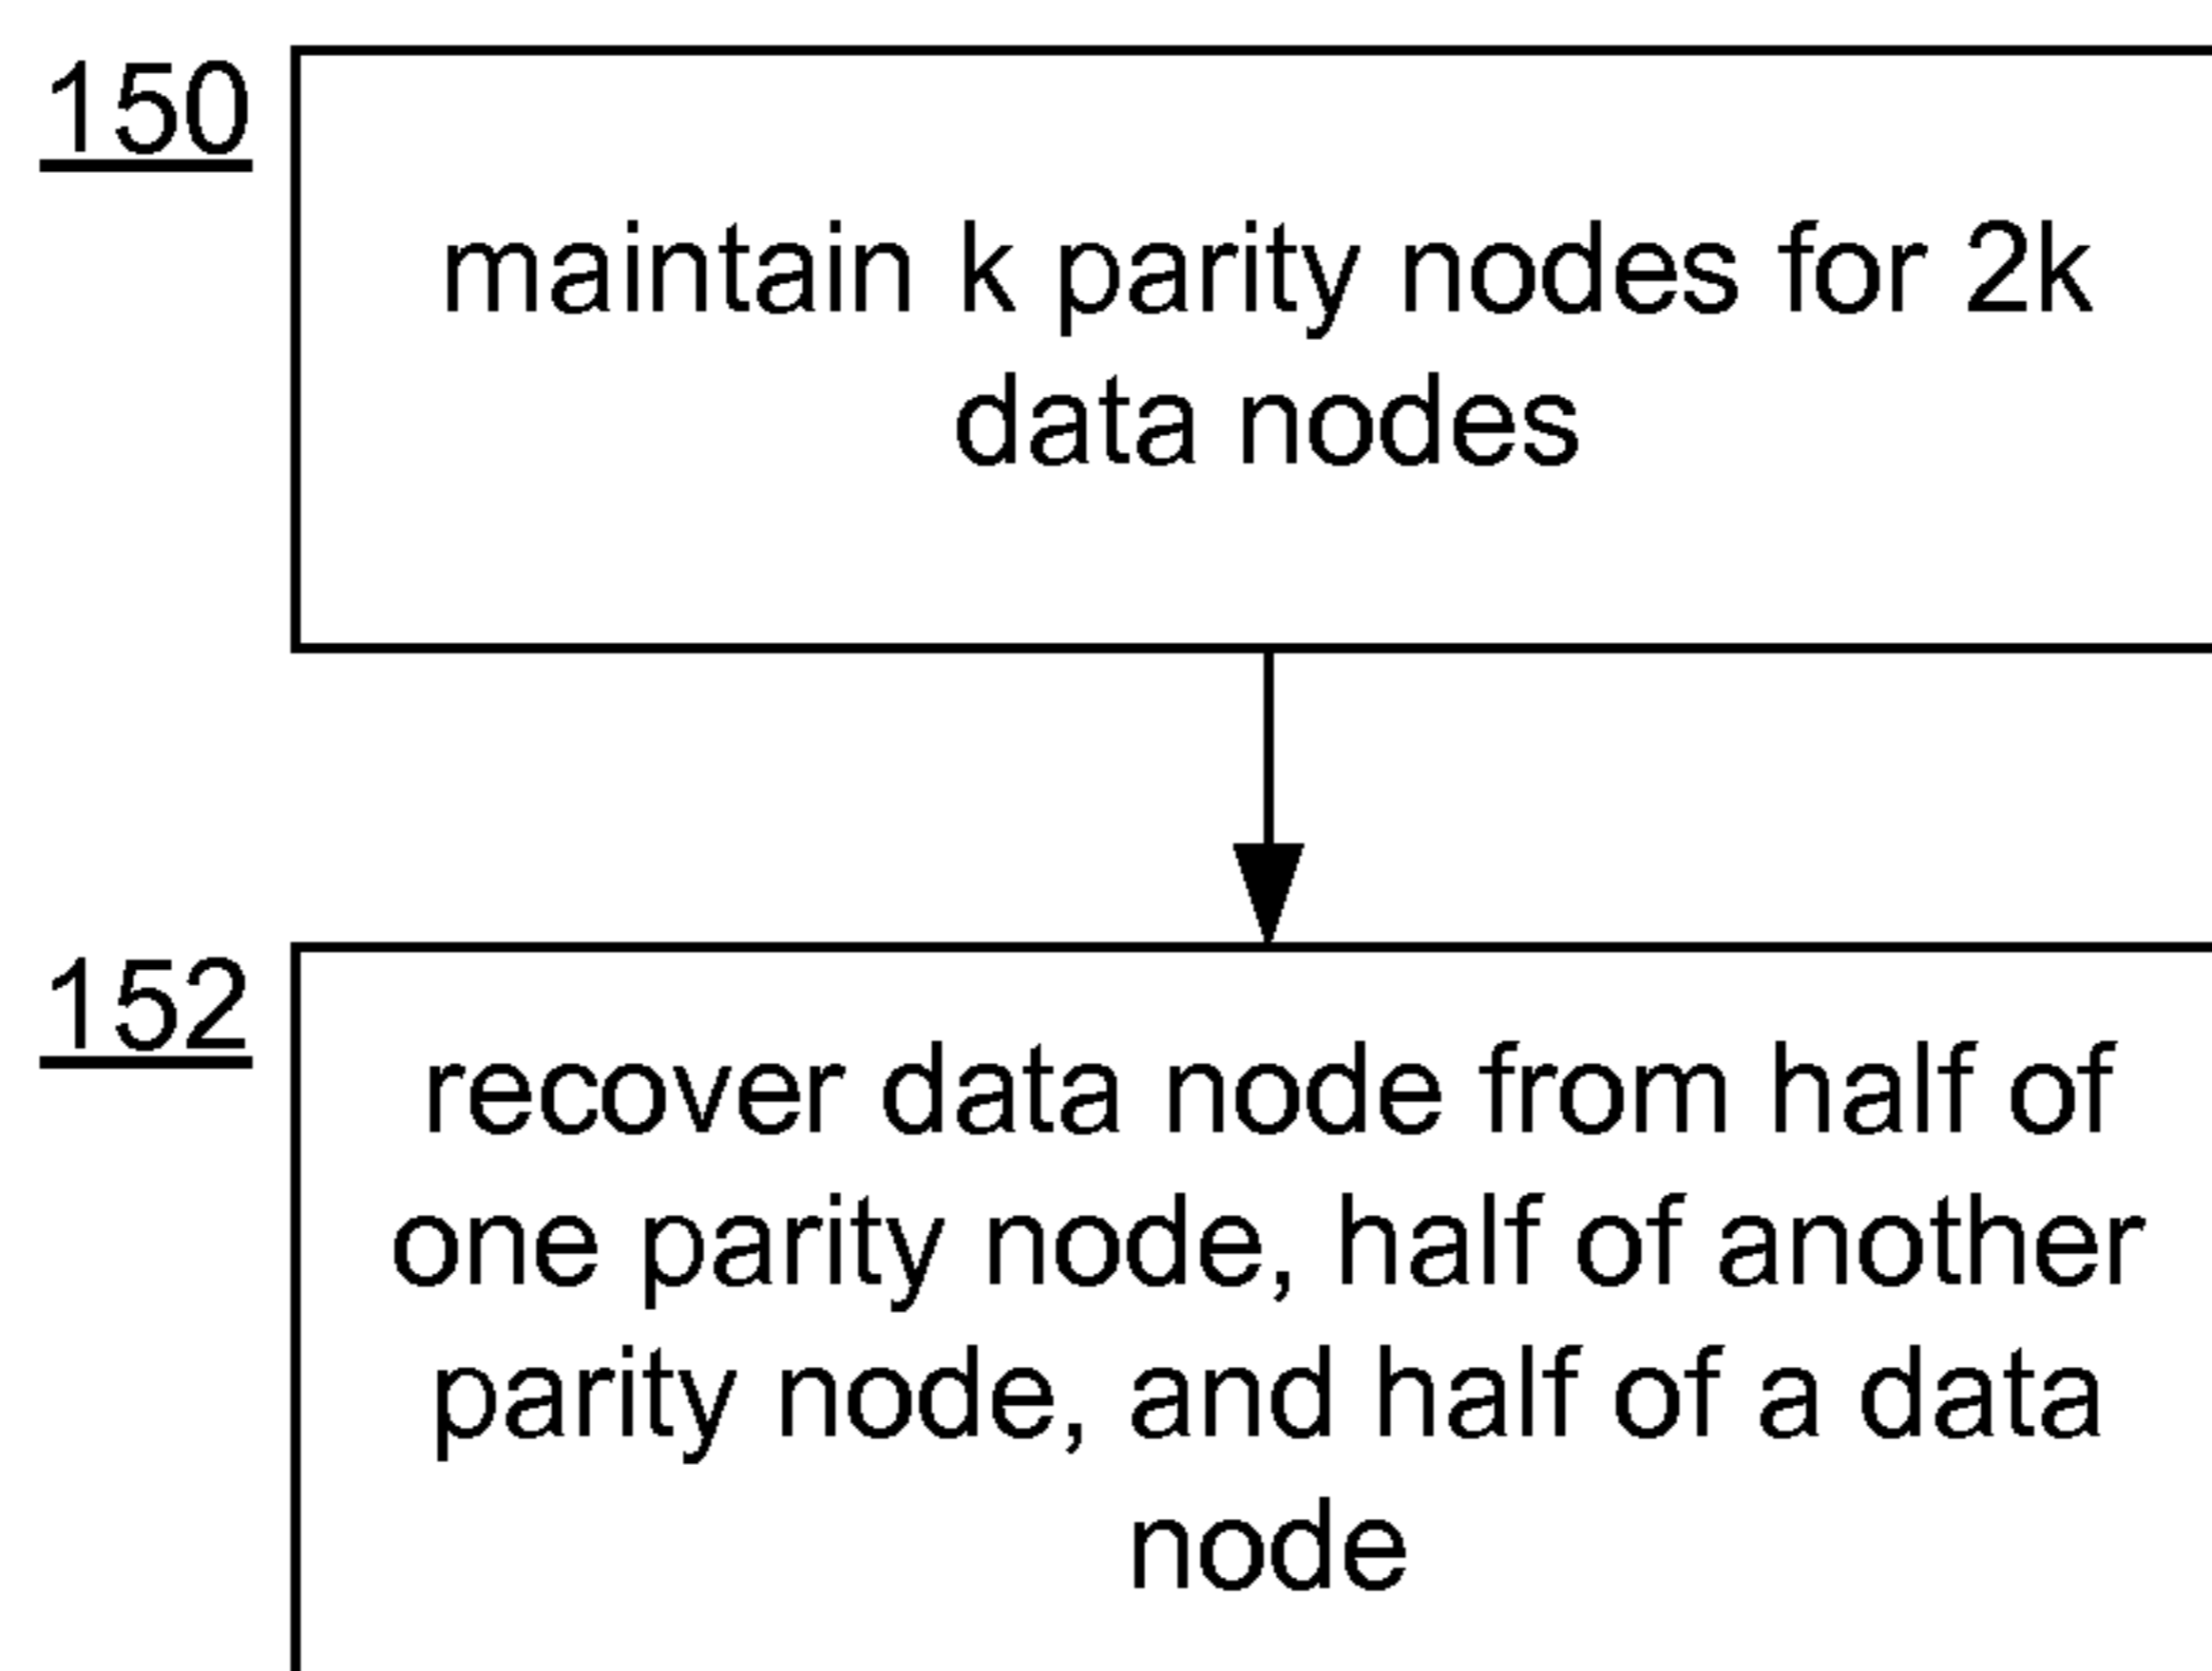 150
maintain k parity nodes for 2k
data nodes
152
recover data node from half of
one parity node, half of another
parity node, and half of a data
node